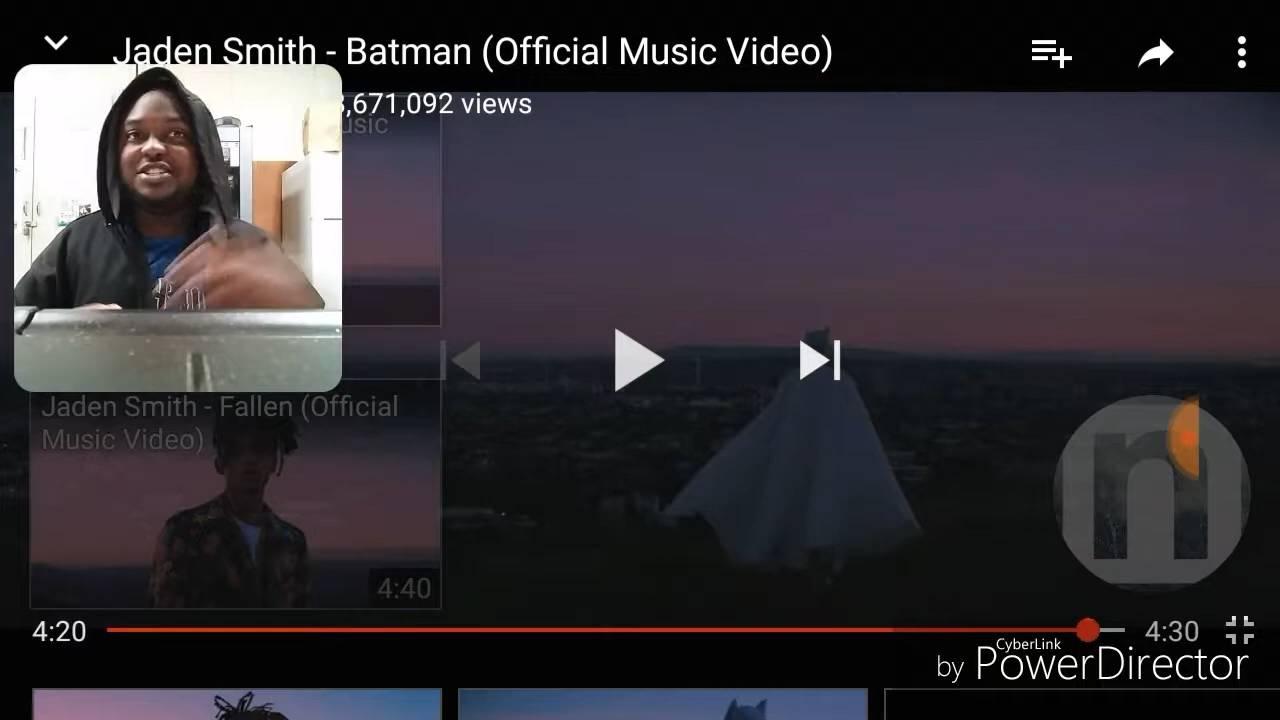 Jaden Smith - Batman (Official Music Video)
,671,092 views
usic
Jaden Smith - Fallen (Official
Music Video)
n
4:40
4:20
4:30
CyberLink
by PowerDirector